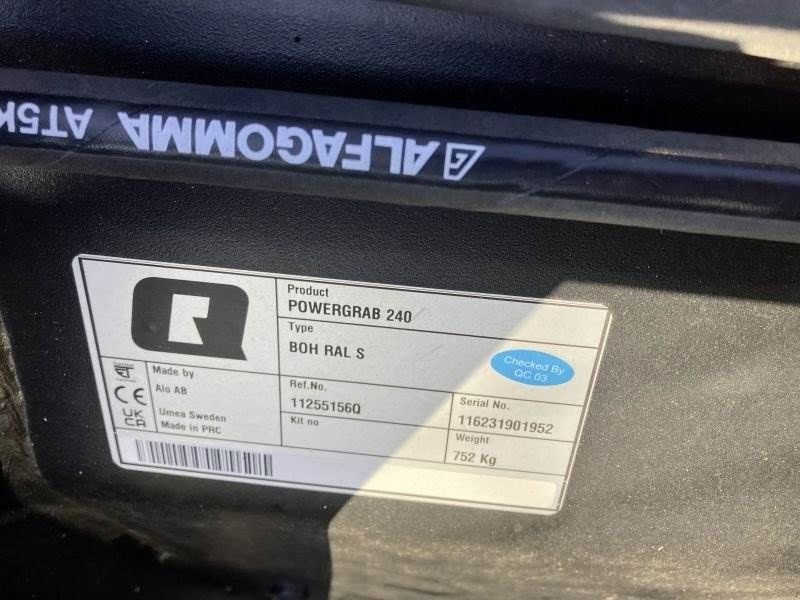 ALFAGOMMA AT5K
Product
POWERGRAB 240
Type
BOH RAL S
Checked By
QC 03
Made by
Alo AB
Umea Sweden
Made in PRC
CE
UK
CA
Ref.No.
11255156Q
Kit no
Serial No.
116231901952
Weight
752 Kg